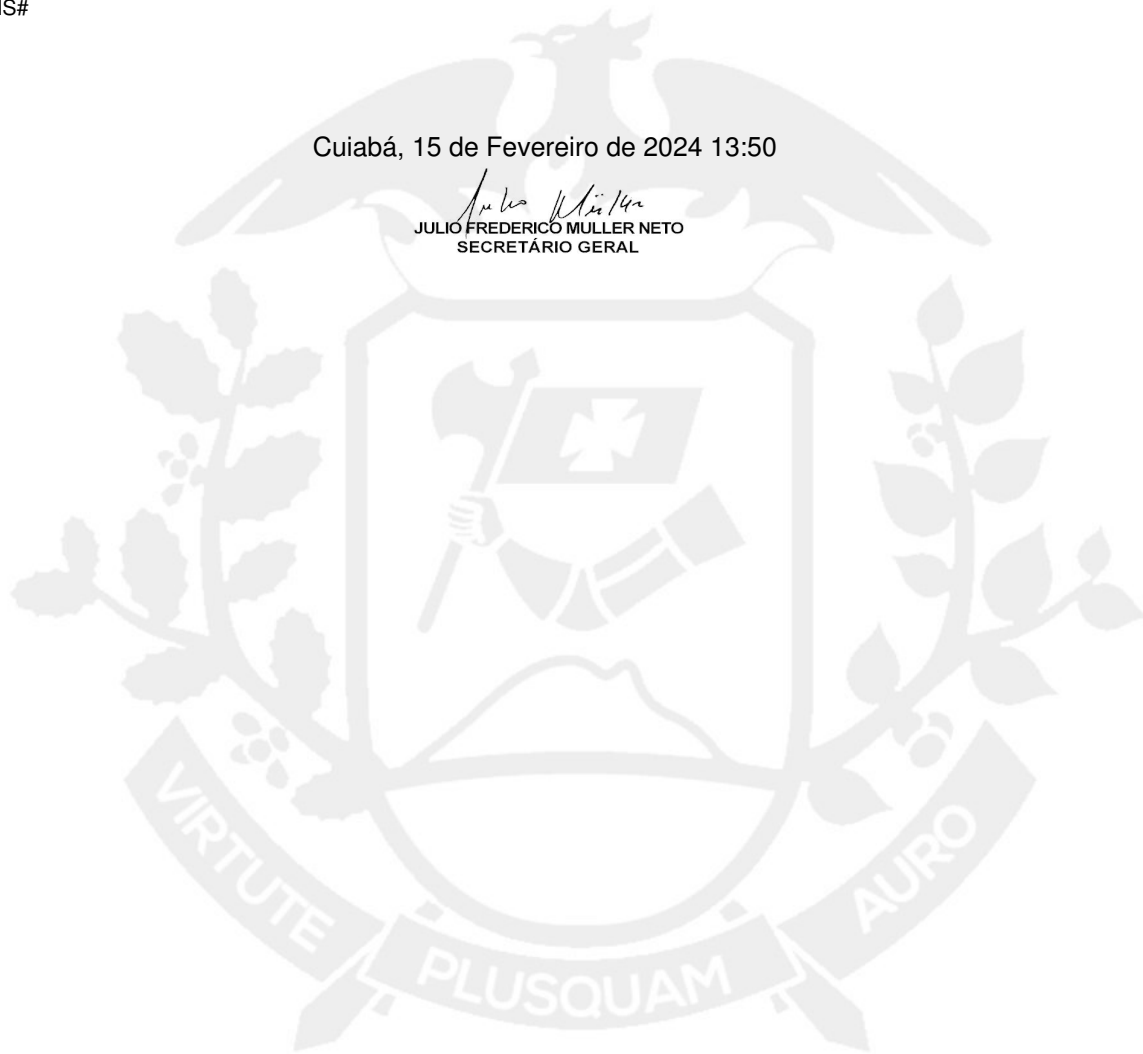 IS#
Cuiabá, 15 de Fevereiro de 2024 13:50
JULIO FREDERICO MULLER NETO
SECRETÁRIO GERAL
VIRTUTE
PLUSQUAM
AURO